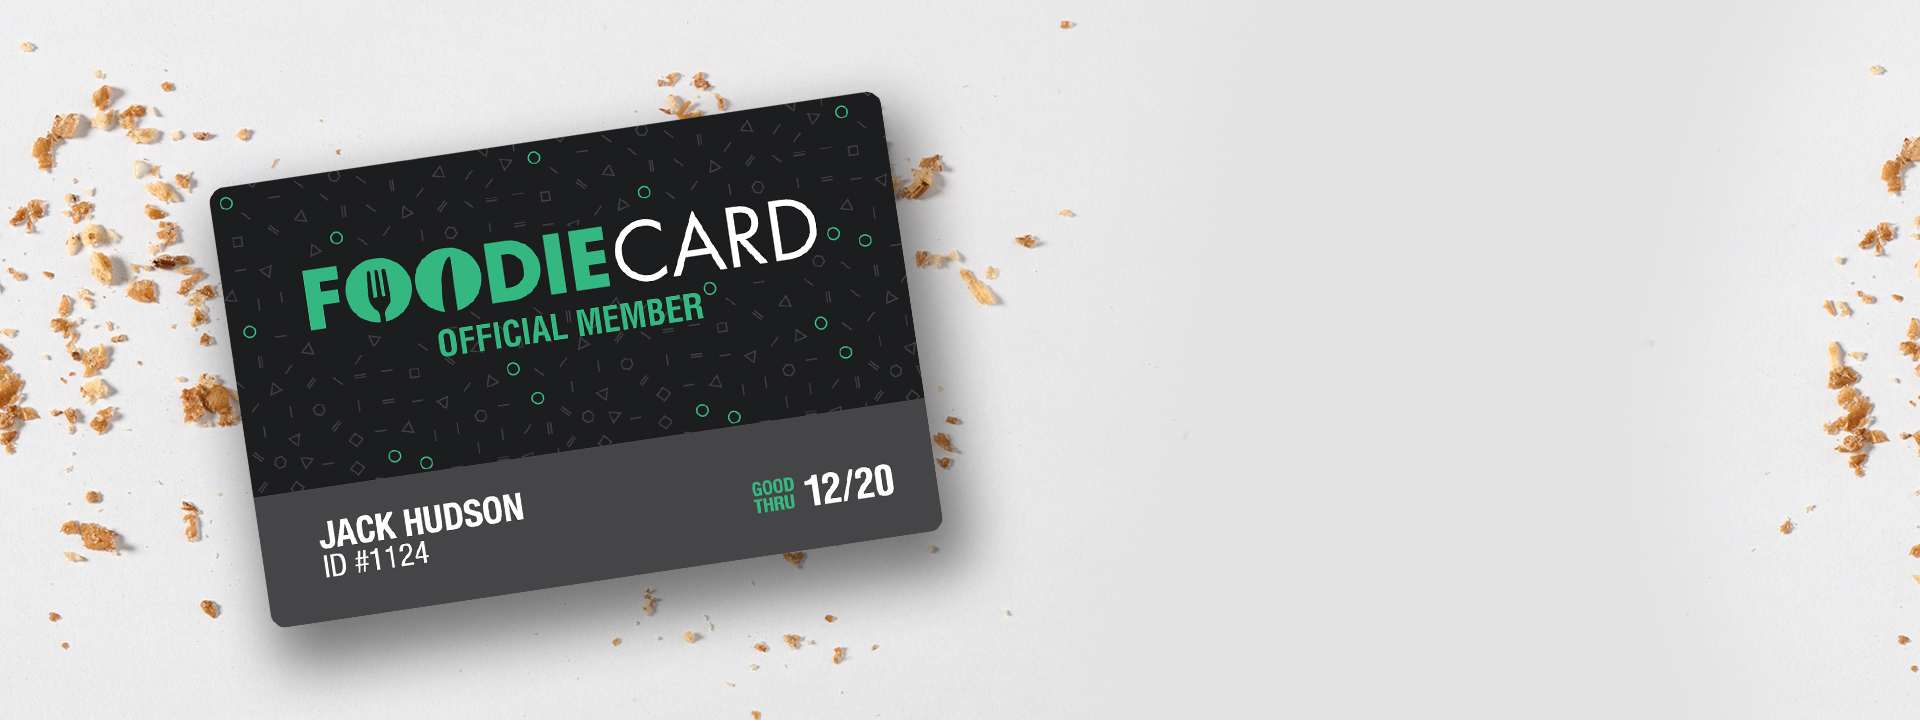 FOODIECARD
OFFICIAL MEMBER
JACK HUDSON
ID #1124
GOOD
THRU
12/20